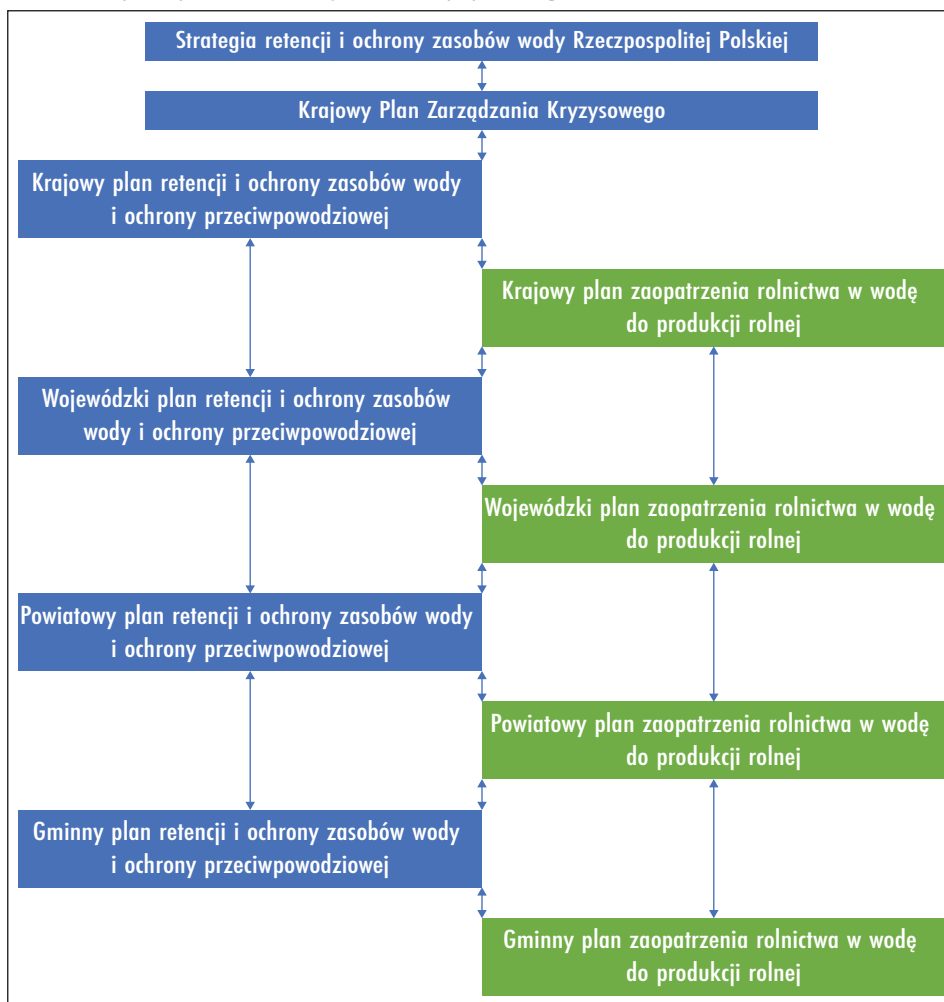 Strategia retencji i ochrony zasobów wody Rzeczpospolitej Polskiej
Krajowy Plan Zarządzania Kryzysowego
Krajowy plan retencji i ochrony zasobów wody
i ochrony przeciwpowodziowej
Krajowy plan zaopatrzenia rolnictwa w wodę
do produkcji rolnej
Wojewódzki plan retencji i ochrony zasobów
wody i ochrony przeciwpowodziowej
Wojewódzki plan zaopatrzenia rolnictwa w wodę
do produkcji rolnej
Powiatowy plan retencji i ochrony zasobów wody
i ochrony przeciwpowodziowej
Powiatowy plan zaopatrzenia rolnictwa w wodę
do produkcji rolnej
Gminny plan retencji i ochrony zasobów wody
i ochrony przeciwpowodziowej
Gminny plan zaopatrzenia rolnictwa w wodę
do produkcji rolnej